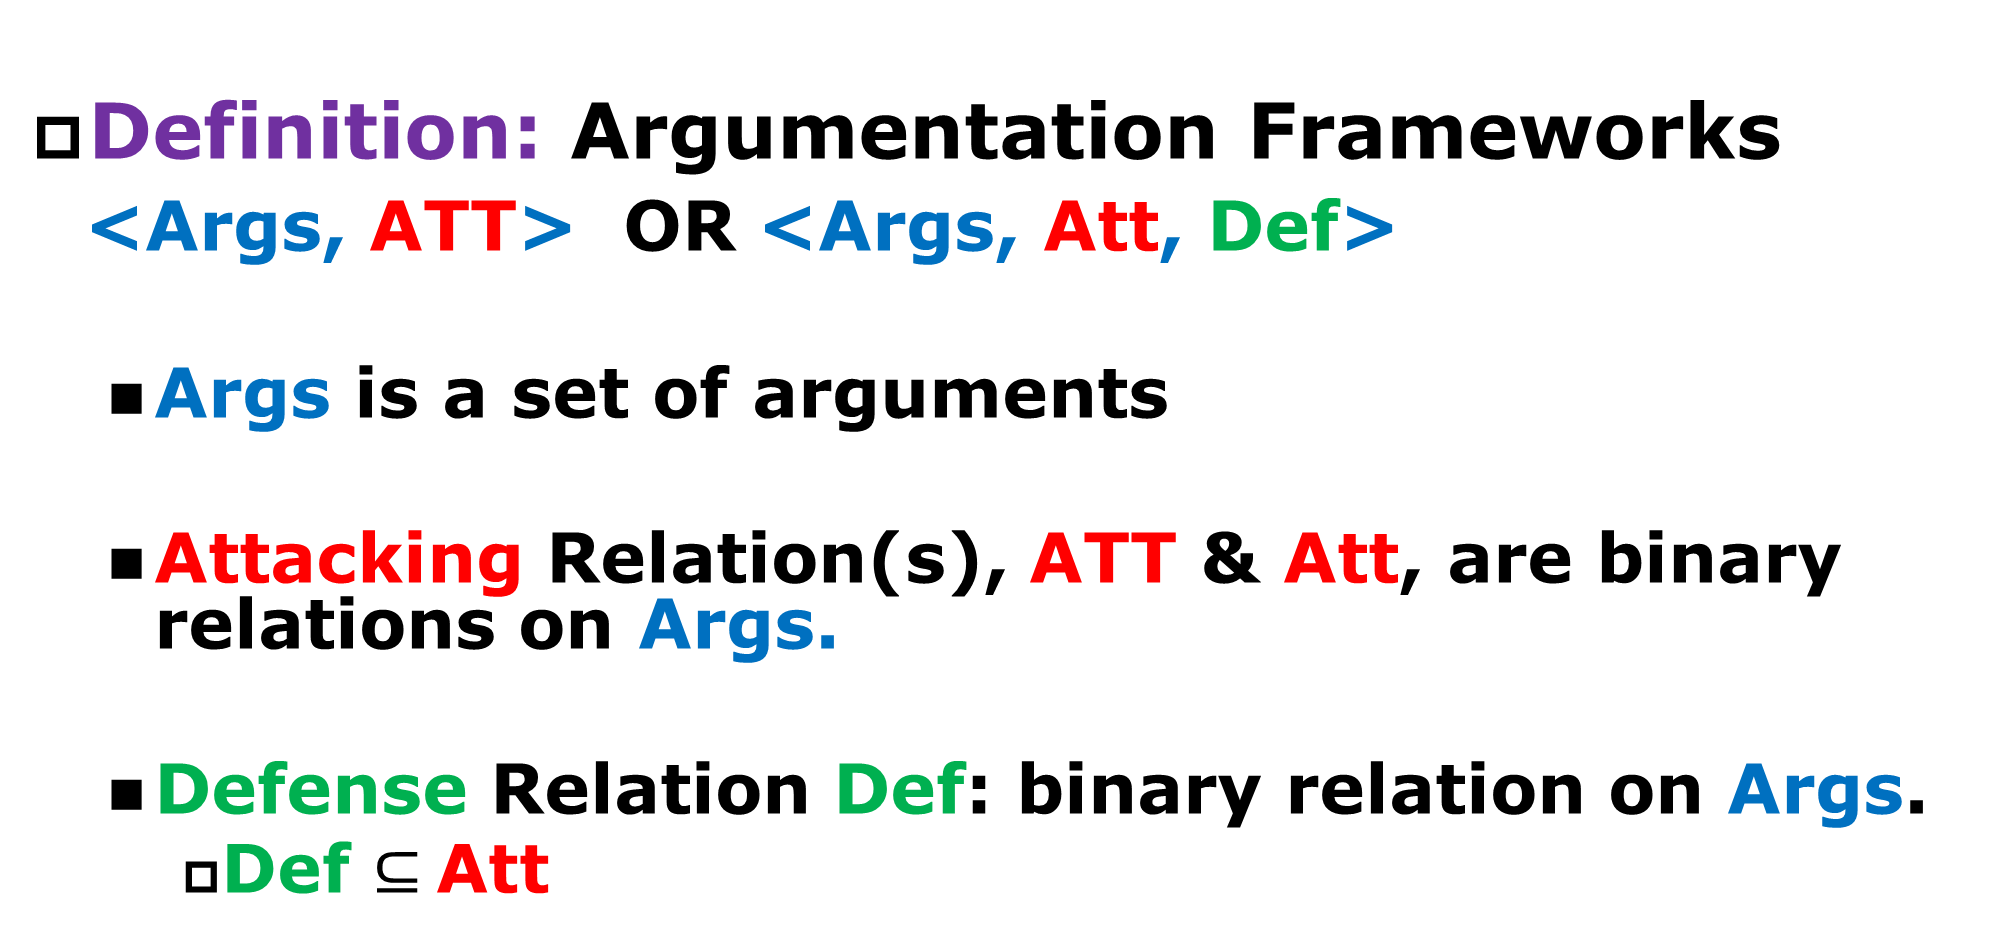 Definition: Argumentation Frameworks
<Args, ATT> OR <Args, Att, Def>
Args is a set of arguments
Attacking Relation(s), ATT & Att, are binary
relations on Args.
Defense Relation Def: binary relation on Args.
Def ⊆ Att